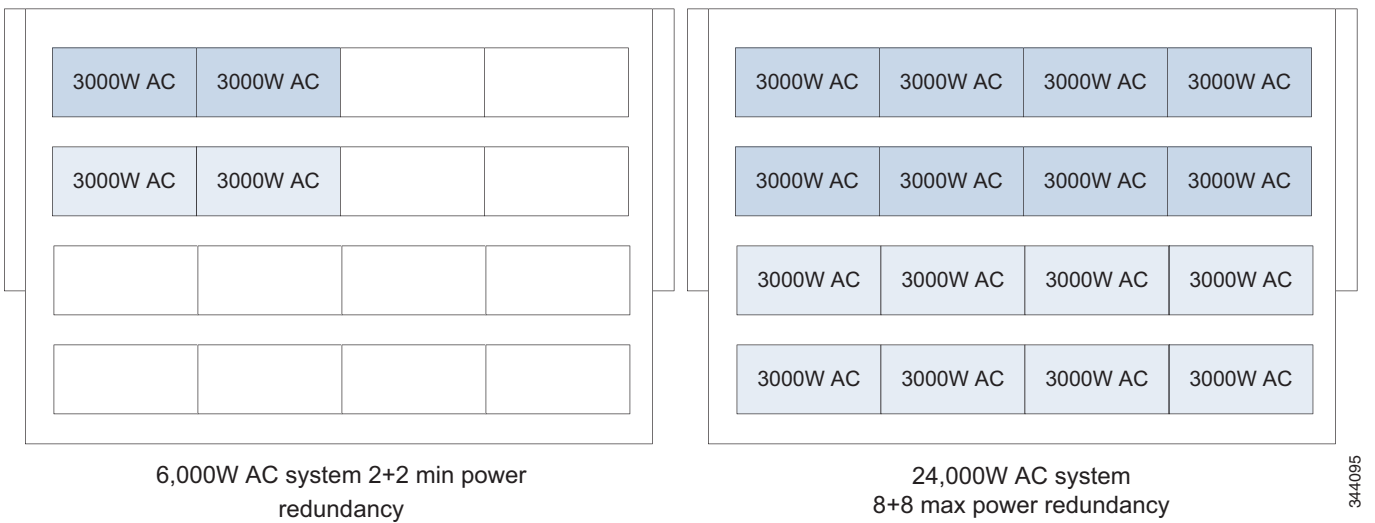 3000W AC 3000W AC
3000W AC 3000W AC
6,000W AC system 2+2 min power
redundancy
3000W AC 3000W AC 3000W AC 3000W AC
3000W AC 3000W AC 3000W AC 3000W AC
3000W AC 3000W AC 3000W AC 3000W AC
3000W AC 3000W AC 3000W AC 3000W AC
24,000W AC system
8+8 max power redundancy
344095